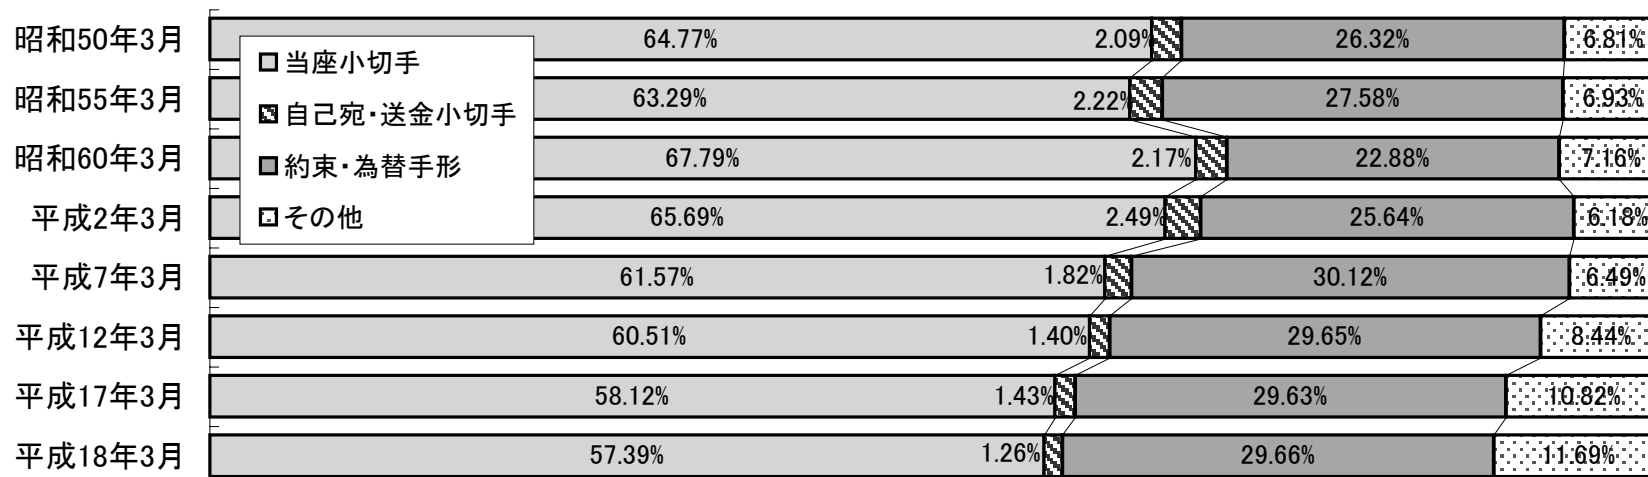 昭和50年3月 64.77% 2.09% 26.32% 6.81%
当座小切手
昭和55年3月 63.29% 2.22% 27.58% 6.93%
自己宛・送金小切手
昭和60年3月 67.79% 2.17% 22.88% 7.16%
約束・為替手形
平成2年3月 65.69% 2.49% 25.64% 6.18%
その他
平成7年3月 61.57% 1.82% 30.12% 6.49%
平成12年3月 60.51% 1.40% 29.65% 8.44%
平成17年3月 58.12% 1.43% 29.63% 10.82%
平成18年3月 57.39% 1.26% 29.66% 11.69%